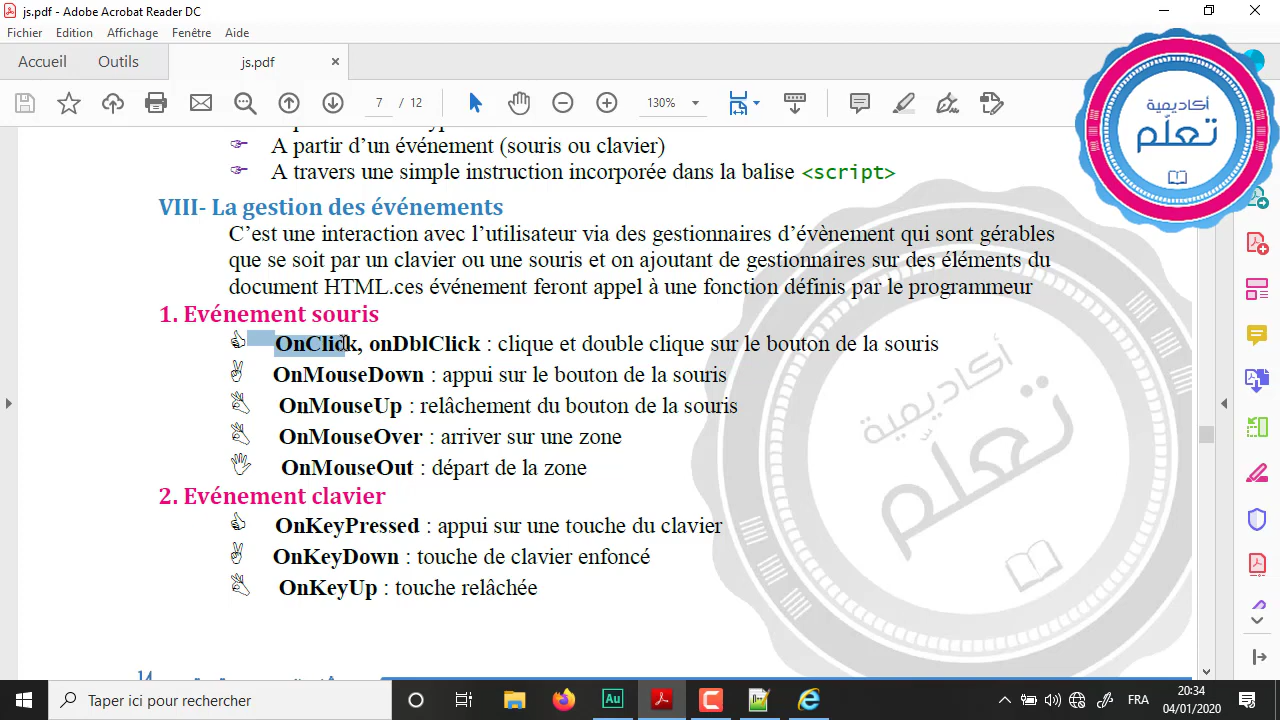 js.pdf - Adobe Acrobat Reader DC
Fichier Edition Affichage Fenêtre Aide
Accueil Outils js.pdf ×
7 / 12 130%
A partir d’un événement (souris ou clavier)
A travers une simple instruction incorporée dans la balise <script>
VIII- La gestion des événements
C’est une interaction avec l’utilisateur via des gestionnaires d’évènement qui sont gérables
que se soit par un clavier ou une souris et on ajoutant de gestionnaires sur des éléments du
document HTML.ces événement feront appel à une fonction définis par le programmeur
1. Evénement souris
OnClick, onDblClick : clique et double clique sur le bouton de la souris
OnMouseDown : appui sur le bouton de la souris
OnMouseUp : relâchement du bouton de la souris
OnMouseOver : arriver sur une zone
OnMouseOut : départ de la zone
2. Evénement clavier
OnKeyPressed : appui sur une touche du clavier
OnKeyDown : touche de clavier enfoncé
OnKeyUp : touche relâchée
أكاديمية
تعلّم
أكاديمية
تعلّم
Taper ici pour rechercher
Au
FRA
20:34
04/01/2020